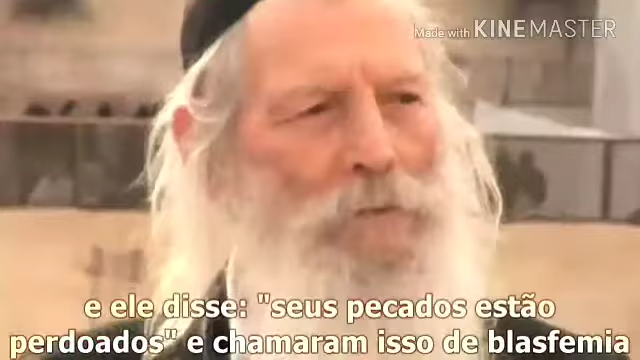 Made with KINEMASTER
e ele disse: "seus pecados estão
perdoados" e chamaram isso de blasfemia